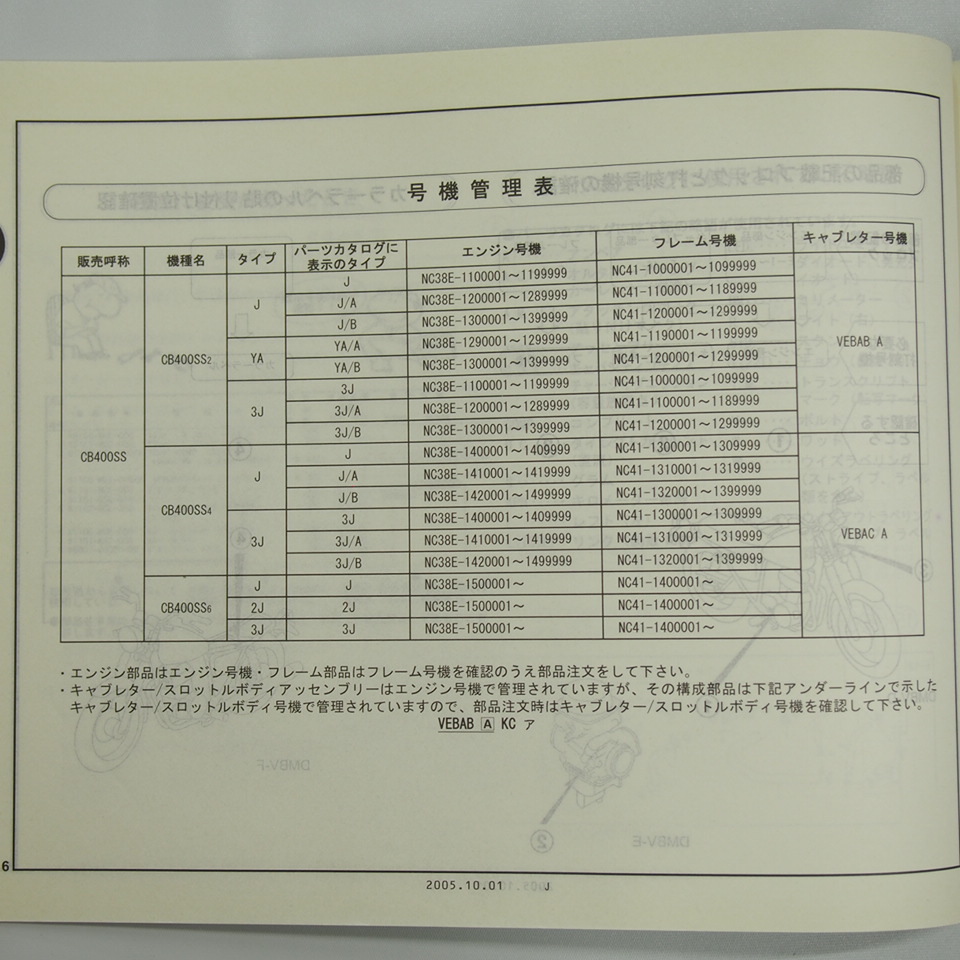 号機管理表
販売呼称 機種名 タイプ パーツカタログに表示のタイプ エンジン号機 フレーム号機 キャブレター号機
CB400SS CB400SS2 J J NC38E-1100001～1199999 NC41-1000001～1099999 VEBAB A
J/A NC38E-1200001～1289999 NC41-1100001～1189999
J/B NC38E-1300001～1399999 NC41-1200001～1299999
YA YA/A NC38E-1290001～1299999 NC41-1190001～1199999
YA/B NC38E-1300001～1399999 NC41-1200001～1299999
3J 3J NC38E-1100001～1199999 NC41-1000001～1099999
3J/A NC38E-1200001～1289999 NC41-1100001～1189999
3J/B NC38E-1300001～1399999 NC41-1200001～1299999
CB400SS4 J J NC38E-1400001～1409999 NC41-1300001～1309999 VEBAC A
J/A NC38E-1410001～1419999 NC41-1310001～1319999
J/B NC38E-1420001～1499999 NC41-1320001～1399999
3J 3J NC38E-1400001～1409999 NC41-1300001～1309999
3J/A NC38E-1410001～1419999 NC41-1310001～1319999
3J/B NC38E-1420001～1499999 NC41-1320001～1399999
CB400SS6 J J NC38E-1500001～ NC41-1400001～
2J 2J NC38E-1500001～ NC41-1400001～
3J 3J NC38E-1500001～ NC41-1400001～
・エンジン部品はエンジン号機・フレーム部品はフレーム号機を確認のうえ部品注文をして下さい。
・キャブレター/スロットルボディアッセンブリーはエンジン号機で管理されていますが、その構成部品は下記アンダーラインで示した
キャブレター/スロットルボディ号機で管理されていますので、部品注文時はキャブレター/スロットルボディ号機を確認して下さい。
VEBAB A KC ア
6
2005.10.01 J